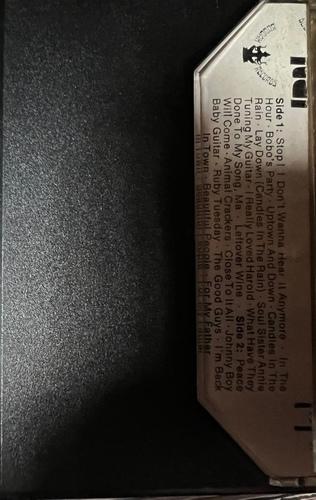 Side 1: Stop! I Don't Wanna Hear It Anymore · In The
Hour · Bobo's Party · Uptown And Down · Candles In The
Rain · Lay Down (Candles In The Rain) · Soul Sister Annie
Tuning My Guitar · I Really Loved Harold · What Have They
Done To My Song, Ma · Leftover Wine · Side 2: Peace
Will Come · Animal Crackers · Close To It All · Johnny Boy
Baby Guitar · Ruby Tuesday · The Good Guys · I'm Back
In Town · Beautiful People · For My Father